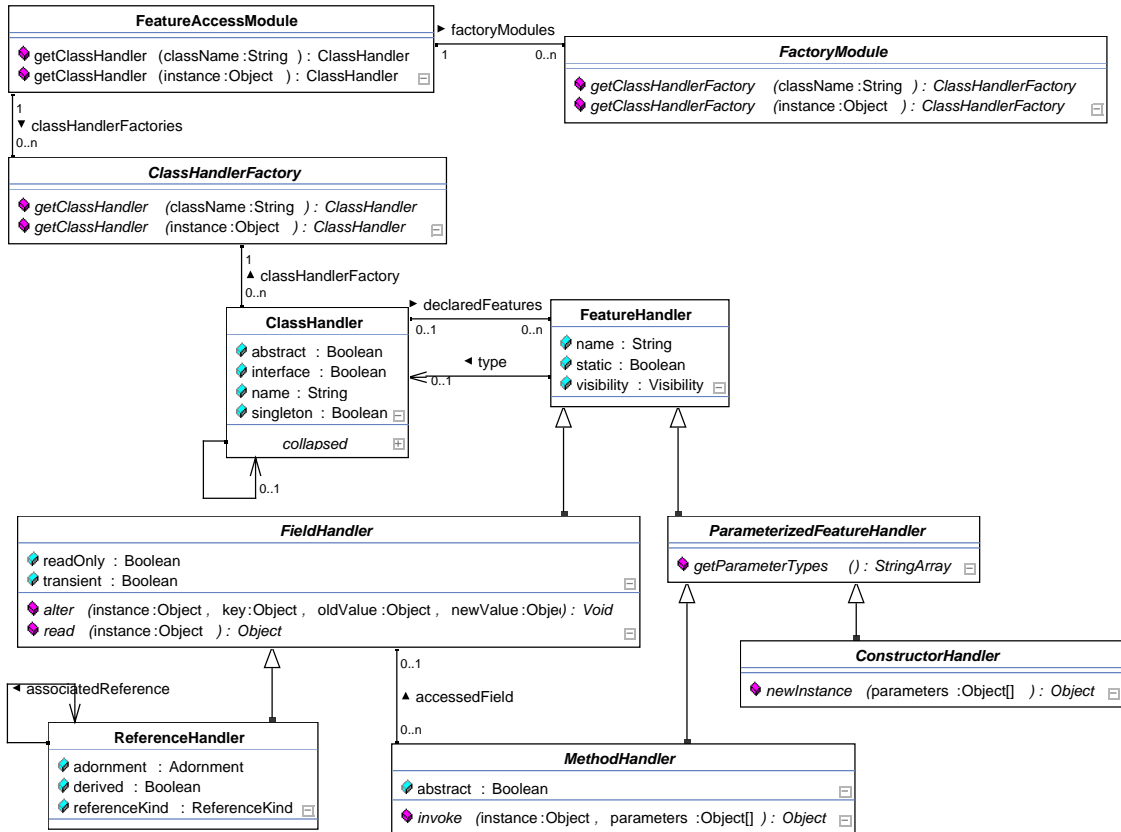 FeatureAccessModule
getClassHandler (className :String ) : ClassHandler
getClassHandler (instance :Object ) : ClassHandler
► factoryModules
1
0..n
FactoryModule
getClassHandlerFactory (className :String ) : ClassHandlerFactory
getClassHandlerFactory (instance :Object ) : ClassHandlerFactory
1
▼ classHandlerFactories
0..n
ClassHandlerFactory
getClassHandler (className :String ) : ClassHandler
getClassHandler (instance :Object ) : ClassHandler
1
▲ classHandlerFactory
0..n
ClassHandler
abstract : Boolean
interface : Boolean
name : String
singleton : Boolean
collapsed
0..1
► declaredFeatures
0..1
0..n
◄ type
0..1
FeatureHandler
name : String
static : Boolean
visibility : Visibility
FieldHandler
readOnly : Boolean
transient : Boolean
alter (instance :Object , key :Object , oldValue :Object , newValue :Obje) : Void
read (instance :Object ) : Object
ParameterizedFeatureHandler
getParameterTypes () : StringArray
ConstructorHandler
newInstance (parameters :Object[] ) : Object
◄ associatedReference
0..1
▲ accessedField
0..n
ReferenceHandler
adornment : Adornment
derived : Boolean
referenceKind : ReferenceKind
MethodHandler
abstract : Boolean
invoke (instance :Object , parameters :Object[] ) : Object